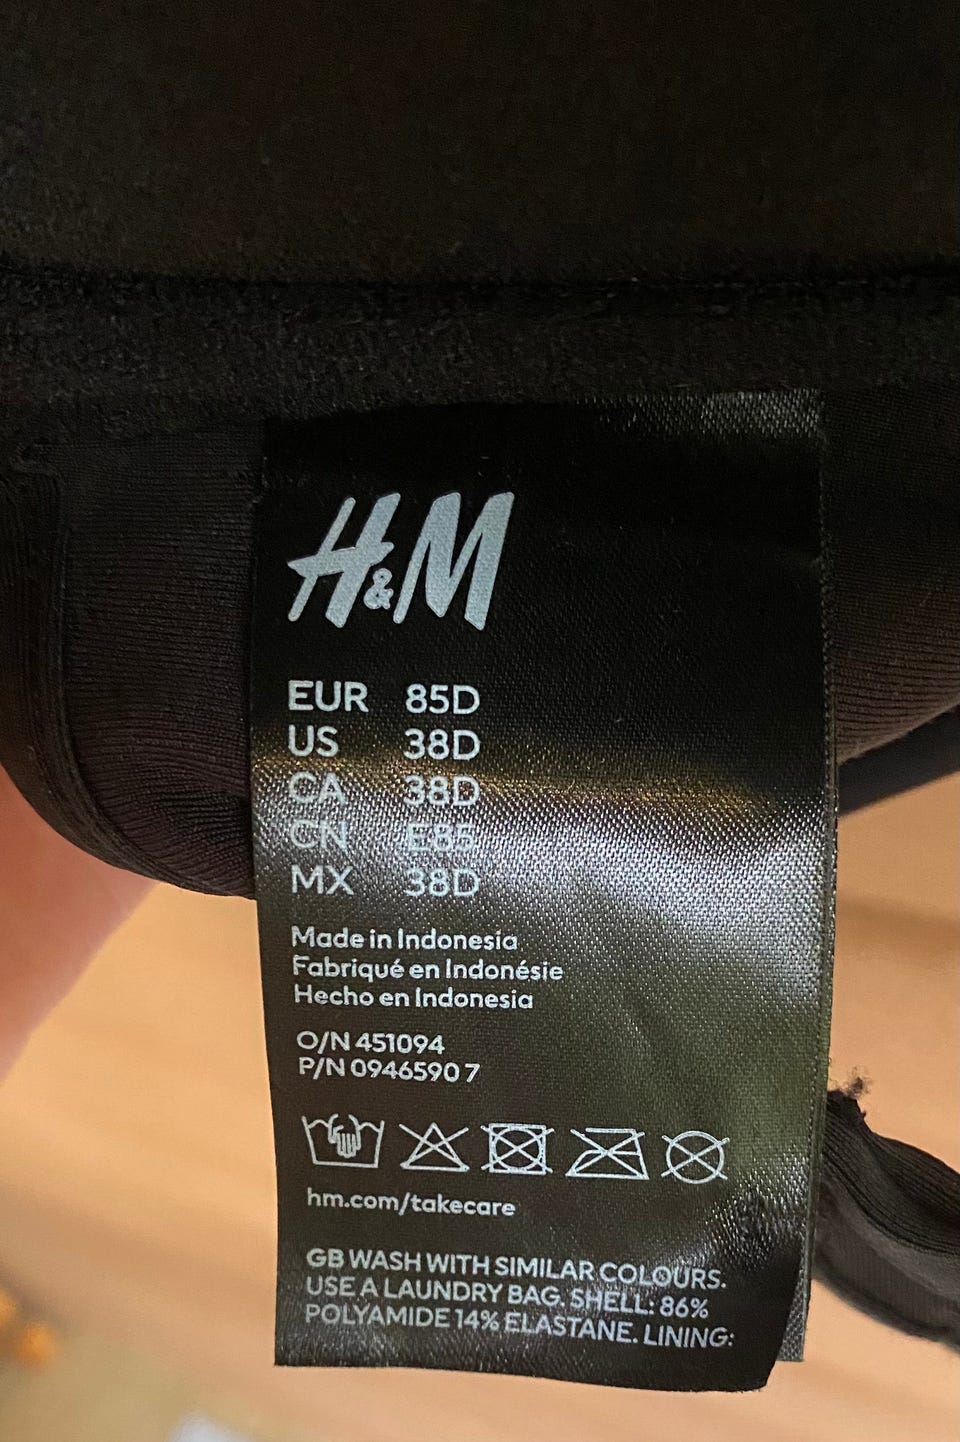 H&M
EUR 85D
US 38D
CA 38D
CN E85
MX 38D
Made in Indonesia
Fabriqué en Indonésie
Hecho en Indonesia
O/N 451094
P/N 0946590 7
hm.com/takecare
GB WASH WITH SIMILAR COLOURS.
USE A LAUNDRY BAG. SHELL: 86%
POLYAMIDE 14% ELASTANE. LINING: